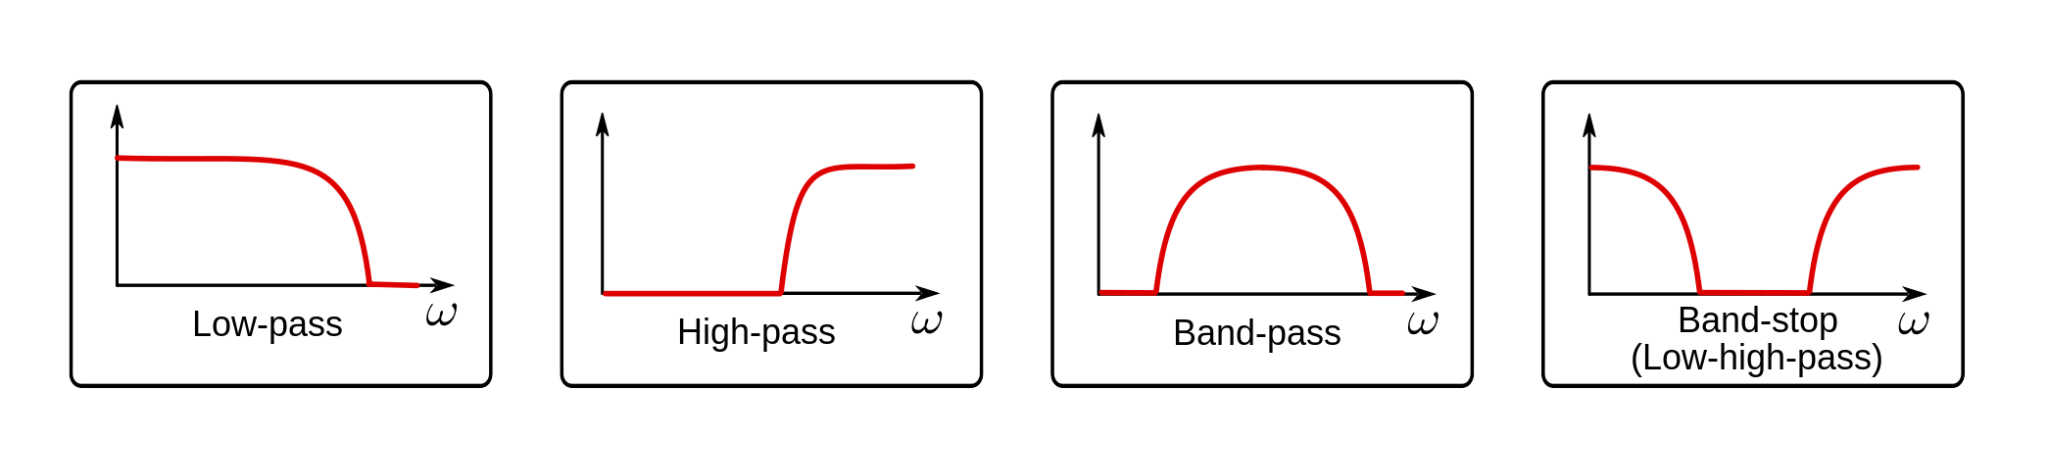 ω
Low-pass
ω
High-pass
ω
Band-pass
ω
Band-stop
(Low-high-pass)